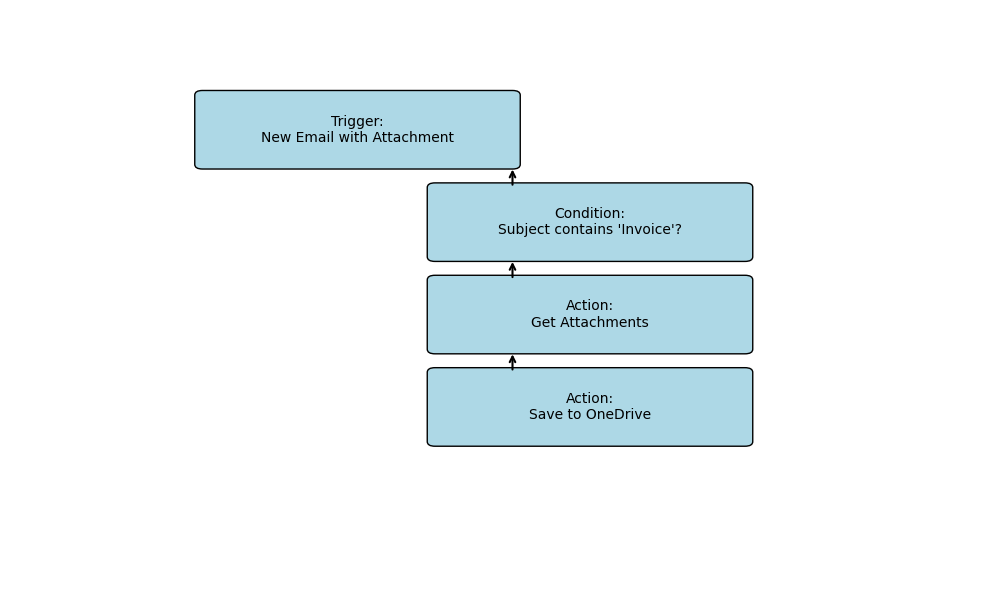 Trigger:
New Email with Attachment
Condition:
Subject contains 'Invoice'?
Action:
Get Attachments
Action:
Save to OneDrive